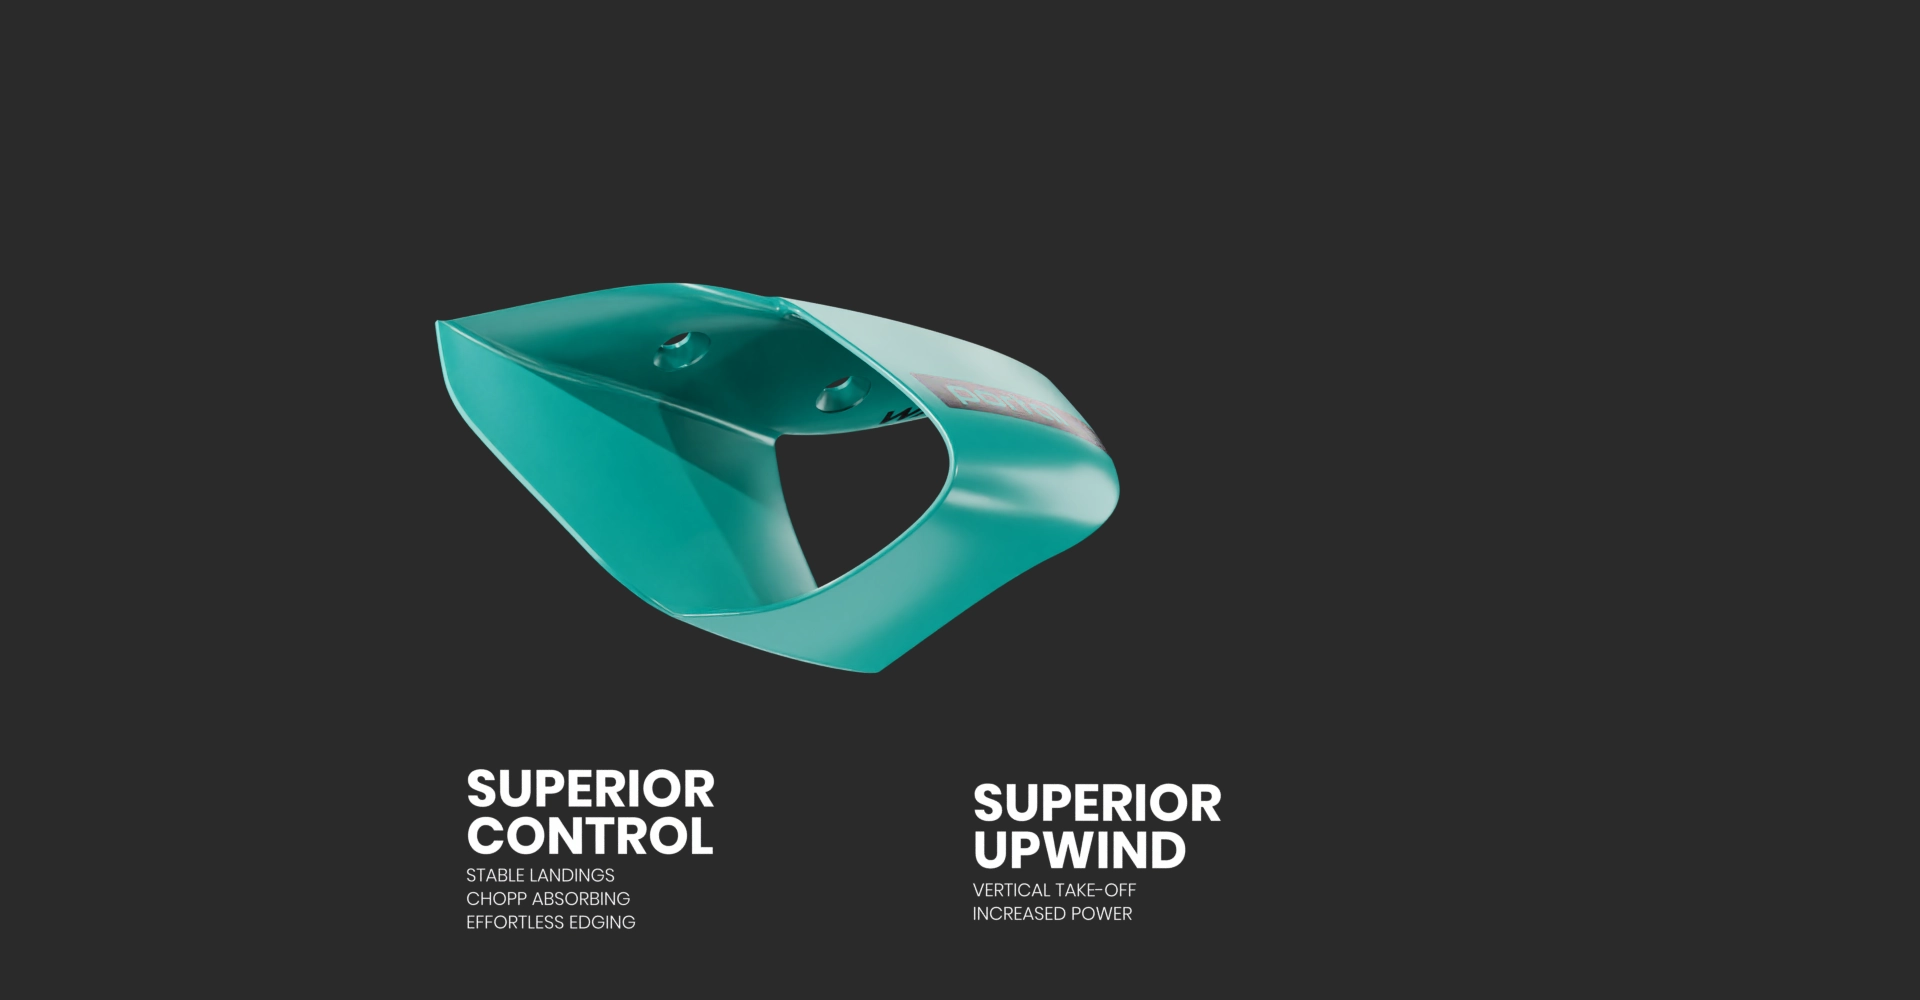 SUPERIOR
CONTROL
STABLE LANDINGS
CHOPP ABSORBING
EFFORTLESS EDGING
SUPERIOR
UPWIND
VERTICAL TAKE-OFF
INCREASED POWER